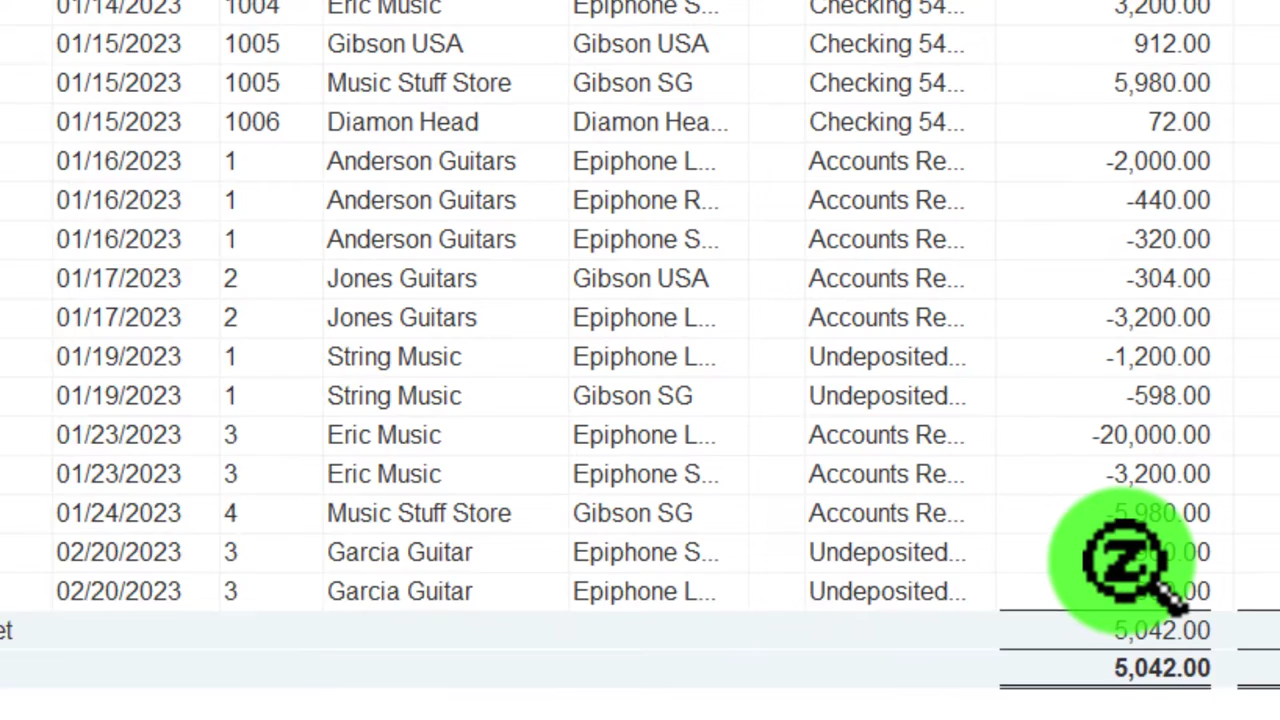 01/14/2023 1004 Eric Music Epiphone S... Checking 54... 3,200.00
01/15/2023 1005 Gibson USA Gibson USA Checking 54... 912.00
01/15/2023 1005 Music Stuff Store Gibson SG Checking 54... 5,980.00
01/15/2023 1006 Diamon Head Diamon Hea... Checking 54... 72.00
01/16/2023 1 Anderson Guitars Epiphone L... Accounts Re... -2,000.00
01/16/2023 1 Anderson Guitars Epiphone R... Accounts Re... -440.00
01/16/2023 1 Anderson Guitars Epiphone S... Accounts Re... -320.00
01/17/2023 2 Jones Guitars Gibson USA Accounts Re... -304.00
01/17/2023 2 Jones Guitars Epiphone L... Accounts Re... -3,200.00
01/19/2023 1 String Music Epiphone L... Undeposited... -1,200.00
01/19/2023 1 String Music Gibson SG Undeposited... -598.00
01/23/2023 3 Eric Music Epiphone L... Accounts Re... -20,000.00
01/23/2023 3 Eric Music Epiphone S... Accounts Re... -3,200.00
01/24/2023 4 Music Stuff Store Gibson SG Accounts Re... -5,980.00
02/20/2023 3 Garcia Guitar Epiphone S... Undeposited...
02/20/2023 3 Garcia Guitar Epiphone L... Undeposited...
et 5,042.00
5,042.00